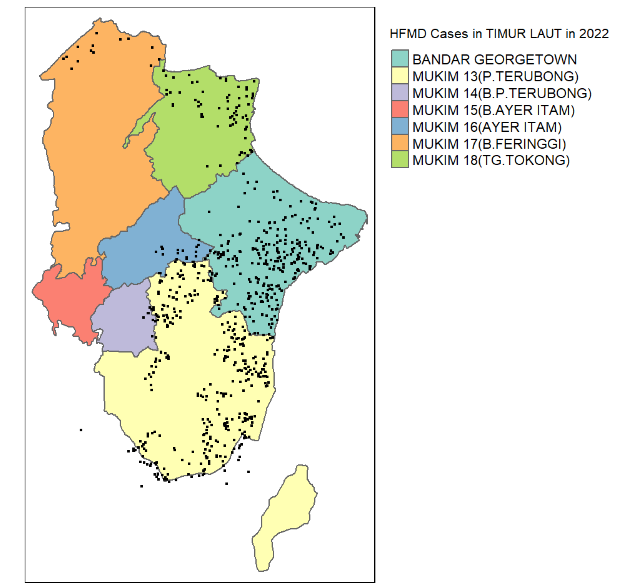 HFMD Cases in TIMUR LAUT in 2022
BANDAR GEORGETOWN
MUKIM 13(P.TERUBONG)
MUKIM 14(B.P.TERUBONG)
MUKIM 15(B.AYER ITAM)
MUKIM 16(AYER ITAM)
MUKIM 17(B.FERINGGI)
MUKIM 18(TG.TOKONG)